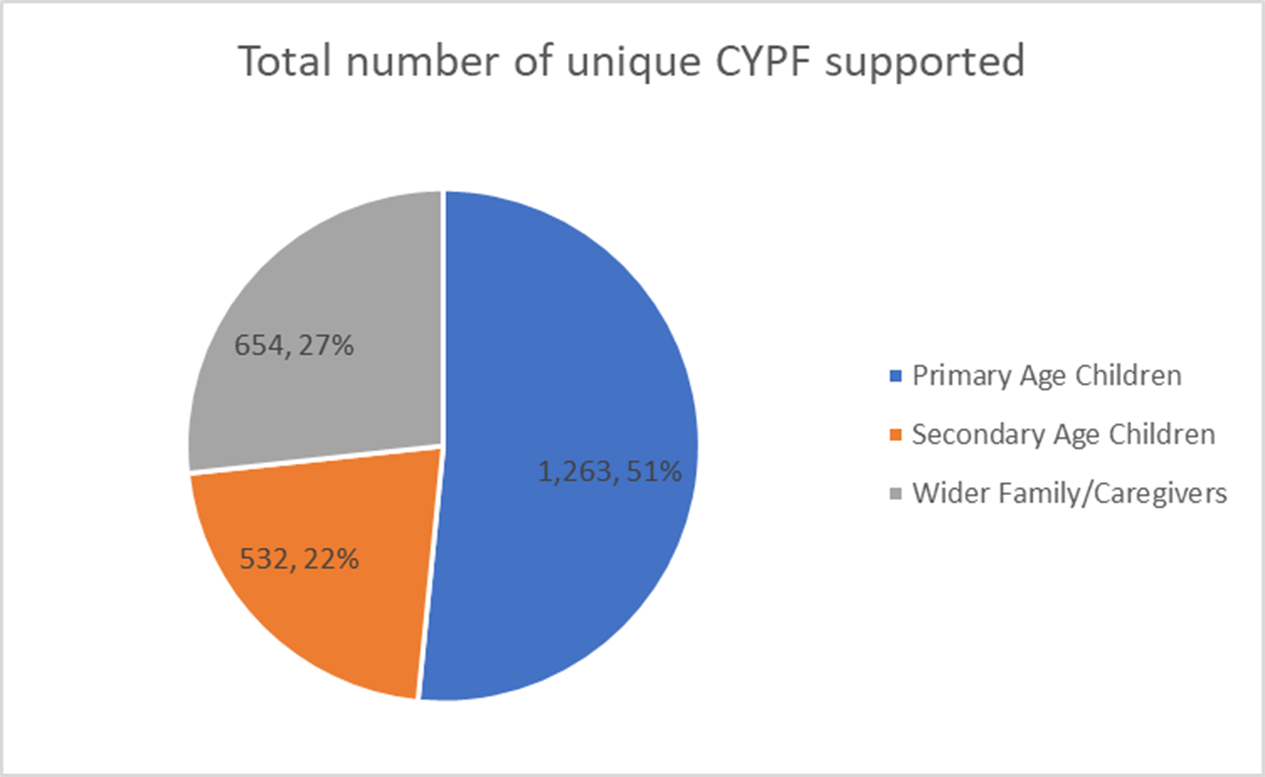 Total number of unique CYPF supported
654, 27%
1,263, 51%
532, 22%
Primary Age Children
Secondary Age Children
Wider Family/Caregivers